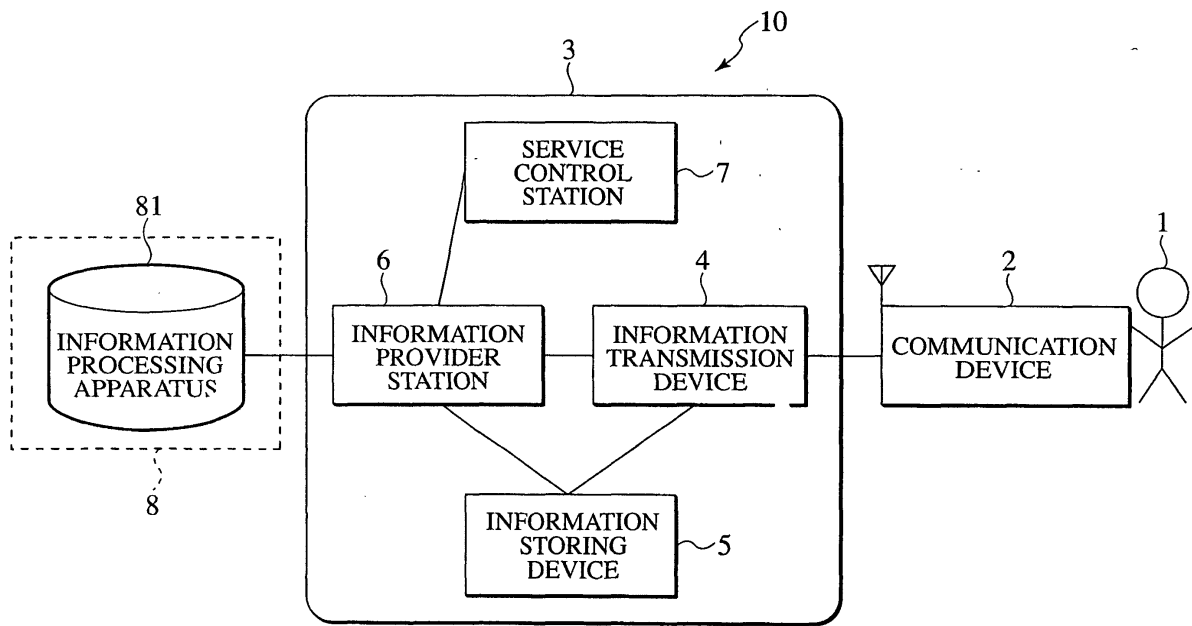 10
3
SERVICE
CONTROL
STATION
7
81
INFORMATION
PROCESSING
APPARATUS
8
6
INFORMATION
PROVIDER
STATION
4
INFORMATION
TRANSMISSION
DEVICE
2
COMMUNICATION
DEVICE
1
INFORMATION
STORING
DEVICE
5